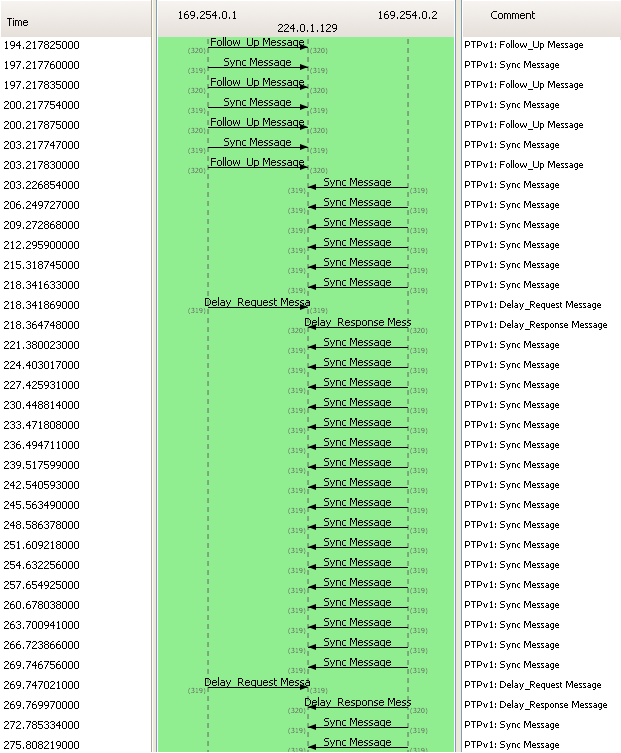 Time 169.254.0.1 224.0.1.129 169.254.0.2 Comment
194.217825000 (320) Follow_Up Message (320) PTPv1: Follow_Up Message
197.217760000 (319) Sync Message (319) PTPv1: Sync Message
197.217835000 (320) Follow_Up Message (320) PTPv1: Follow_Up Message
200.217754000 (319) Sync Message (319) PTPv1: Sync Message
200.217875000 (320) Follow_Up Message (320) PTPv1: Follow_Up Message
203.217747000 (319) Sync Message (319) PTPv1: Sync Message
203.217830000 (320) Follow_Up Message (320) PTPv1: Follow_Up Message
203.226854000 (319) Sync Message (319) PTPv1: Sync Message
206.249727000 (319) Sync Message (319) PTPv1: Sync Message
209.272868000 (319) Sync Message (319) PTPv1: Sync Message
212.295900000 (319) Sync Message (319) PTPv1: Sync Message
215.318745000 (319) Sync Message (319) PTPv1: Sync Message
218.341633000 (319) Sync Message (319) PTPv1: Sync Message
218.341869000 (319) Delay_Request Messa (319) PTPv1: Delay_Request Message
218.364748000 (320) Delay_Response Mess (320) PTPv1: Delay_Response Message
221.380023000 (319) Sync Message (319) PTPv1: Sync Message
224.403017000 (319) Sync Message (319) PTPv1: Sync Message
227.425931000 (319) Sync Message (319) PTPv1: Sync Message
230.448814000 (319) Sync Message (319) PTPv1: Sync Message
233.471808000 (319) Sync Message (319) PTPv1: Sync Message
236.494711000 (319) Sync Message (319) PTPv1: Sync Message
239.517599000 (319) Sync Message (319) PTPv1: Sync Message
242.540593000 (319) Sync Message (319) PTPv1: Sync Message
245.563490000 (319) Sync Message (319) PTPv1: Sync Message
248.586378000 (319) Sync Message (319) PTPv1: Sync Message
251.609218000 (319) Sync Message (319) PTPv1: Sync Message
254.632256000 (319) Sync Message (319) PTPv1: Sync Message
257.654925000 (319) Sync Message (319) PTPv1: Sync Message
260.678038000 (319) Sync Message (319) PTPv1: Sync Message
263.700941000 (319) Sync Message (319) PTPv1: Sync Message
266.723866000 (319) Sync Message (319) PTPv1: Sync Message
269.746756000 (319) Sync Message (319) PTPv1: Sync Message
269.747021000 (319) Delay_Request Messa (319) PTPv1: Delay_Request Message
269.769970000 (320) Delay_Response Mess (320) PTPv1: Delay_Response Message
272.785334000 (319) Sync Message (319) PTPv1: Sync Message
275.808219000 (319) Sync Message (319) PTPv1: Sync Message